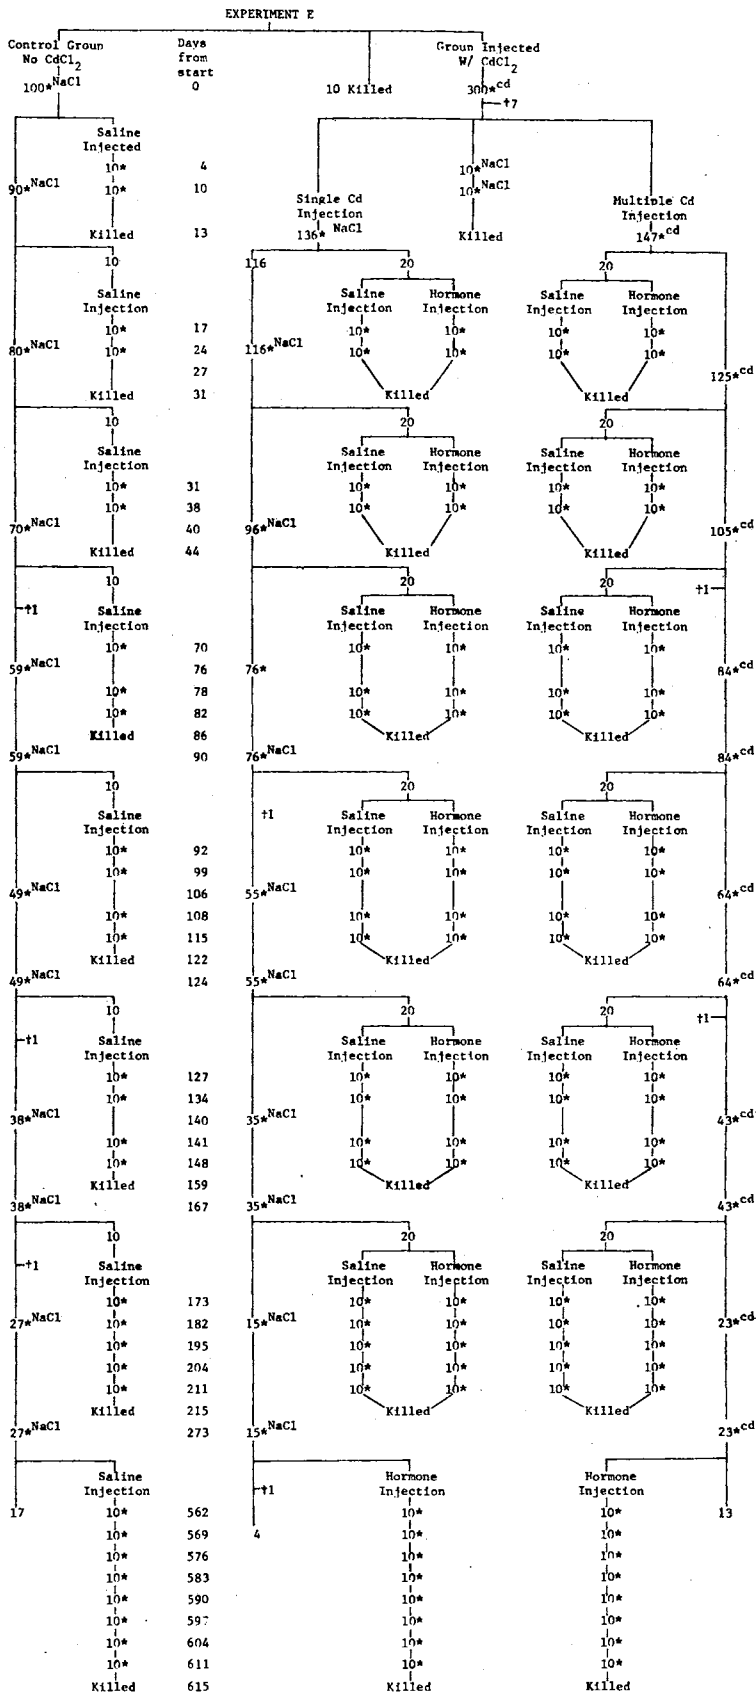 EXPERIMENT E
Control Groun Days Groun Injected
No CdCl2 from W/ CdCl2
start
100*NaCl 0 10 Killed 300*cd
†7
Saline
Injected
10* 4 10*NaCl
90*NaCl 10* 10 10*NaCl
Single Cd Multiple Cd
Injection Injection
Killed 13 136* NaCl Killed 147*cd
10 116 20 20
Saline Saline Hormone Saline Hormone
Injection Injection Injection Injection Injection
10* 17 10* 10* 10* 10*
80*NaCl 10* 24 116*NaCl 10* 10* 10* 10*
27 125*cd
Killed 31 Killed Killed
10 20 20
Saline Saline Hormone Saline Hormone
Injection Injection Injection Injection Injection
10* 31 10* 10* 10* 10*
10* 38 10* 10* 10* 10*
70*NaCl 40 96*NaCl 105*cd
Killed 44 Killed Killed
10 20 20
†1 †1
Saline Saline Hormone Saline Hormone
Injection Injection Injection Injection Injection
10* 70 10* 10* 10* 10*
59*NaCl 76 76* 84*cd
10* 78 10* 10* 10* 10*
10* 82 10* 10* 10* 10*
Killed 86 Killed Killed
59*NaCl 90 76*NaCl 84*cd
10 20 20
†1
Saline Saline Hormone Saline Hormone
Injection Injection Injection Injection Injection
10* 92 10* 10* 10* 10*
10* 99 10* 10* 10* 10*
49*NaCl 106 55*NaCl 64*cd
10* 108 10* 10* 10* 10*
10* 115 10* 10* 10* 10*
Killed 122 Killed Killed
49*NaCl 124 55*NaCl 64*cd
10 20 20
†1 †1
Saline Saline Hormone Saline Hormone
Injection Injection Injection Injection Injection
10* 127 10* 10* 10* 10*
10* 134 10* 10* 10* 10*
38*NaCl 140 35*NaCl 43*cd
10* 141 10* 10* 10* 10*
10* 148 10* 10* 10* 10*
Killed 159 Killed Killed
38*NaCl 167 35*NaCl 43*cd
10 20 20
†1 Saline Saline Hormone Saline Hormone
Injection Injection Injection Injection Injection
10* 173 10* 10* 10* 10*
27*NaCl 10* 182 15*NaCl 10* 10* 10* 10* 23*cd
10* 195 10* 10* 10* 10*
10* 204 10* 10* 10* 10*
10* 211 10* 10* 10* 10*
Killed 215 Killed Killed
27*NaCl 273 15*NaCl 23*cd
Saline Hormone Hormone
Injection †1 Injection Injection
17 10* 562 10* 10* 13
10* 569 4 10* 10*
10* 576 10* 10*
10* 583 10* 10*
10* 590 10* 10*
10* 597 10* 10*
10* 604 10* 10*
10* 611 10* 10*
Killed 615 Killed Killed